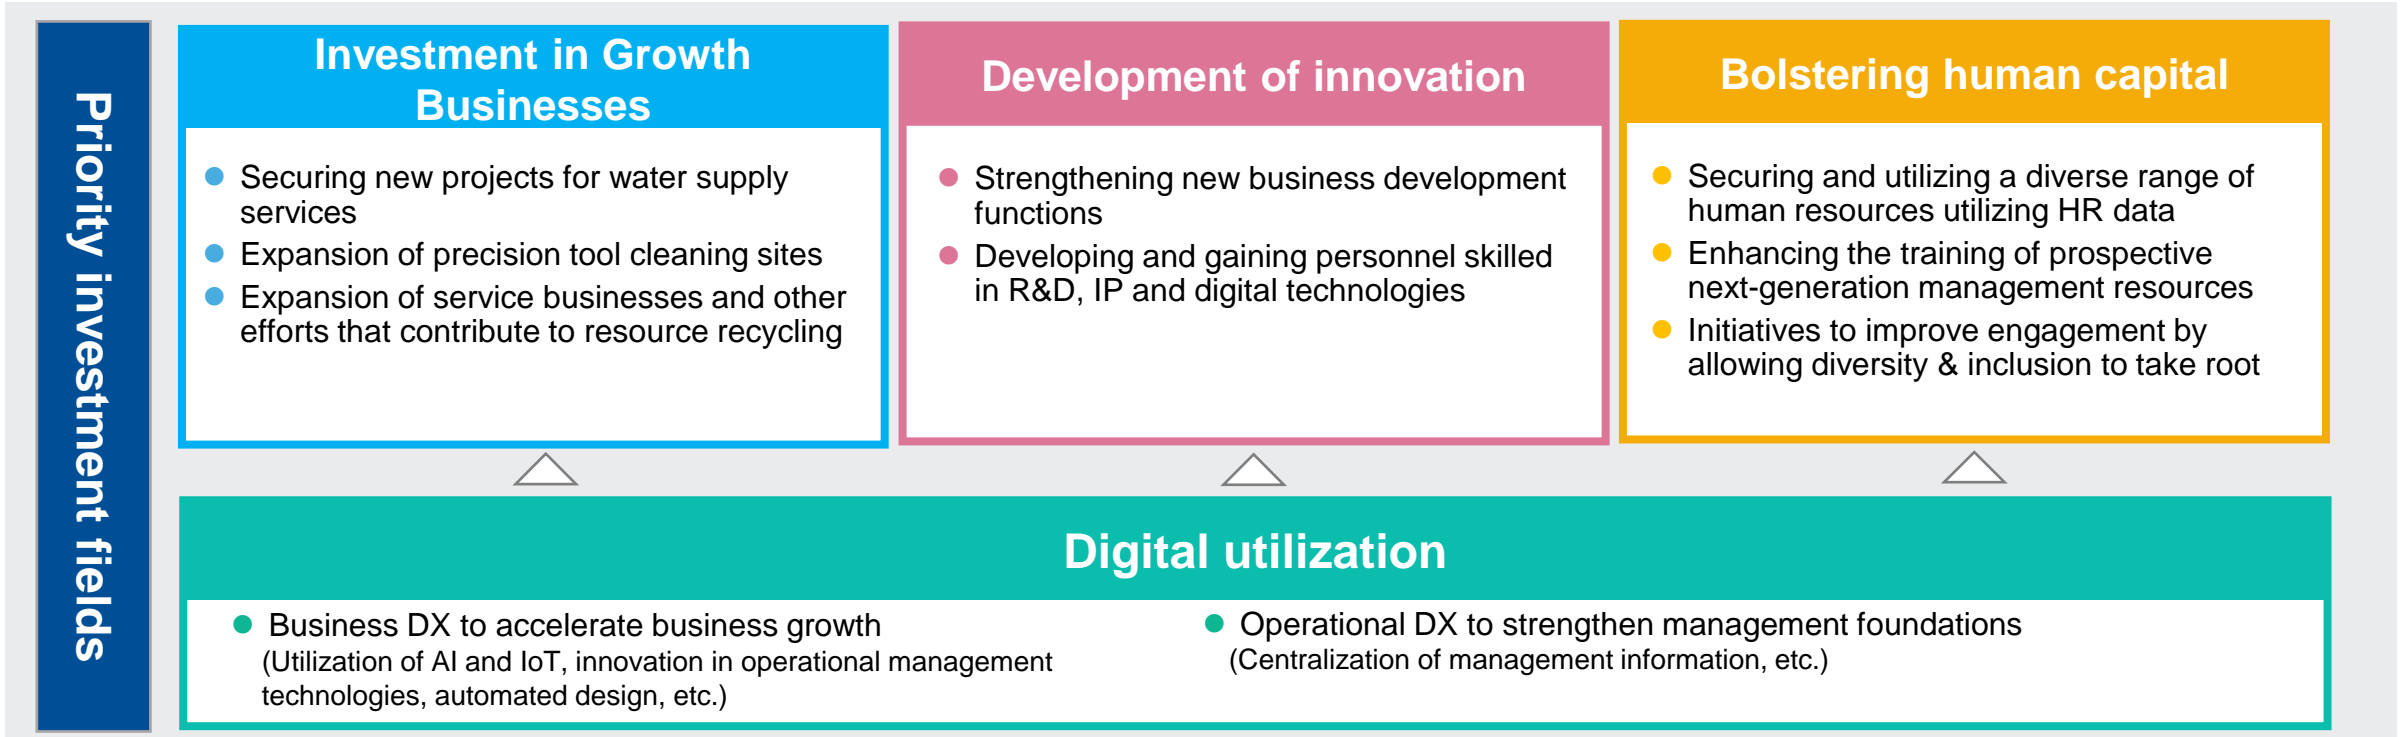 Priority investment fields
Investment in Growth
Businesses
Securing new projects for water supply
services
Expansion of precision tool cleaning sites
Expansion of service businesses and other
efforts that contribute to resource recycling
Development of innovation
Strengthening new business development
functions
Developing and gaining personnel skilled
in R&D, IP and digital technologies
Bolstering human capital
Securing and utilizing a diverse range of
human resources utilizing HR data
Enhancing the training of prospective
next-generation management resources
Initiatives to improve engagement by
allowing diversity & inclusion to take root
Digital utilization
Business DX to accelerate business growth
(Utilization of AI and IoT, innovation in operational management
technologies, automated design, etc.)
Operational DX to strengthen management foundations
(Centralization of management information, etc.)